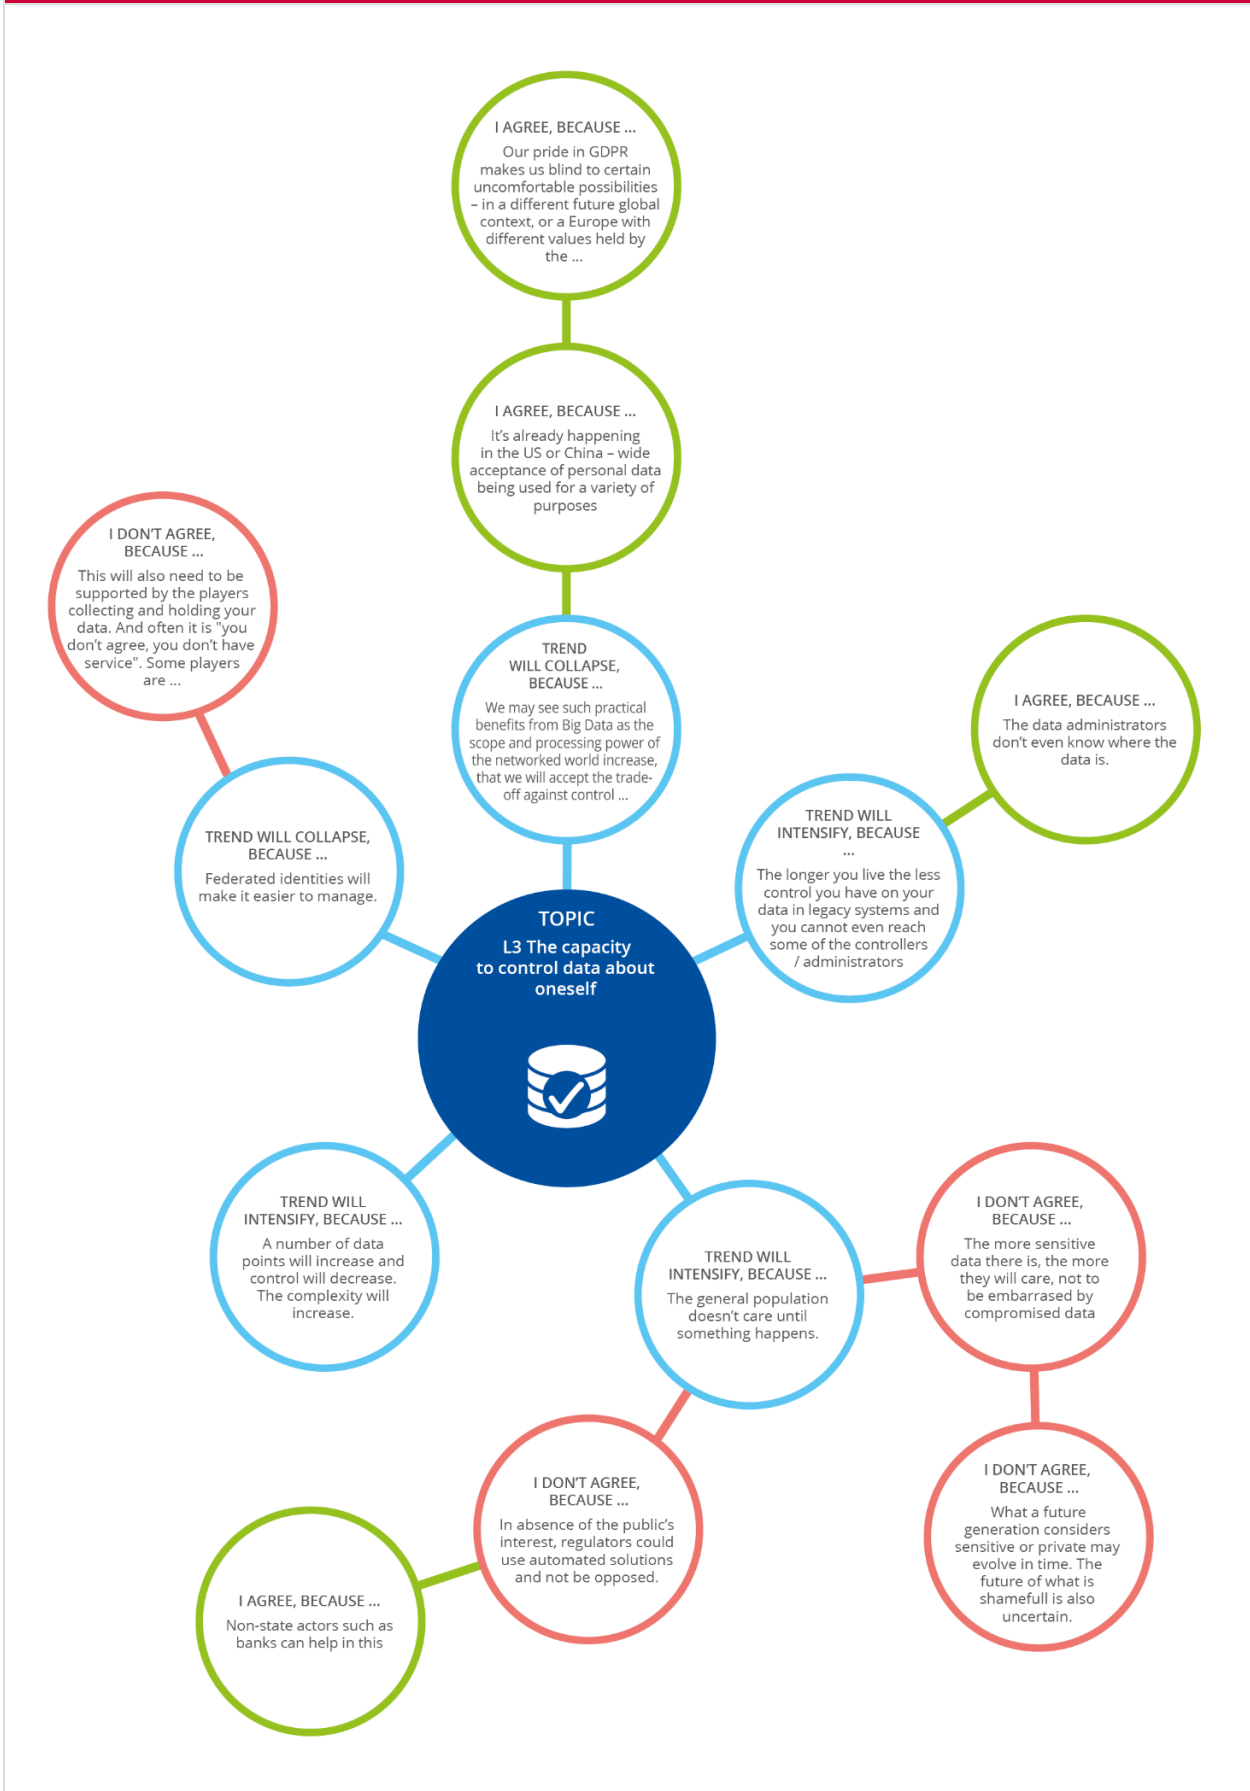 I AGREE, BECAUSE ...
Our pride in GDPR
makes us blind to certain
uncomfortable possibilities
– in a different future global
context, or a Europe with
different values held by
the ...
I AGREE, BECAUSE ...
It’s already happening
in the US or China – wide
acceptance of personal data
being used for a variety of
purposes
I DON’T AGREE,
BECAUSE ...
This will also need to be
supported by the players
collecting and holding your
data. And often it is "you
don’t agree, you don’t have
service". Some players
are ...
TREND
WILL COLLAPSE,
BECAUSE ...
We may see such practical
benefits from Big Data as the
scope and processing power of
the networked world increase,
that we will accept the trade-
off against control ...
I AGREE, BECAUSE ...
The data administrators
don’t even know where the
data is.
TREND WILL COLLAPSE,
BECAUSE ...
Federated identities will
make it easier to manage.
TREND WILL
INTENSIFY, BECAUSE
...
The longer you live the less
control you have on your
data in legacy systems and
you cannot even reach
some of the controllers
/ administrators
TOPIC
L3 The capacity
to control data about
oneself
TREND WILL
INTENSIFY, BECAUSE ...
A number of data
points will increase and
control will decrease.
The complexity will
increase.
TREND WILL
INTENSIFY, BECAUSE ...
The general population
doesn’t care until
something happens.
I DON’T AGREE,
BECAUSE ...
The more sensitive
data there is, the more
they will care, not to
be embarrased by
compromised data
I DON’T AGREE,
BECAUSE ...
In absence of the public’s
interest, regulators could
use automated solutions
and not be opposed.
I DON’T AGREE,
BECAUSE ...
What a future
generation considers
sensitive or private may
evolve in time. The
future of what is
shamefull is also
uncertain.
I AGREE, BECAUSE ...
Non-state actors such as
banks can help in this